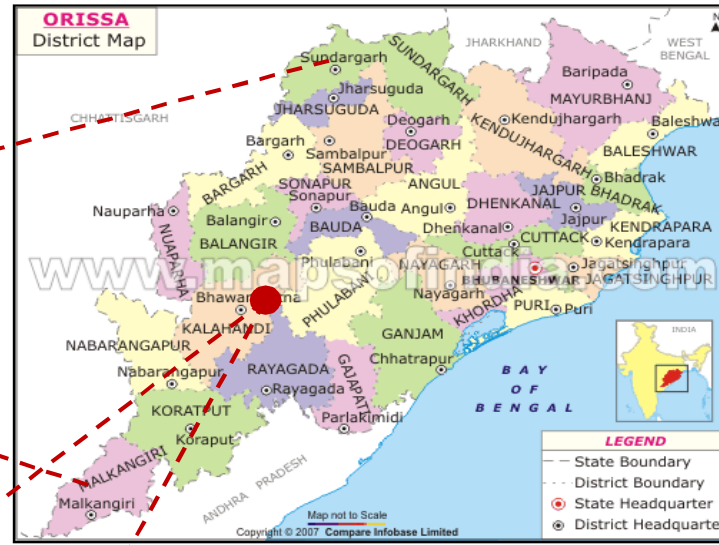 ORISSA
District Map
N
JHARKHAND
WEST
BENGAL
CHHATTISGARH
Sundargarh
SUNDARGARH
Jharsuguda
JHARSUGUDA
Baripada
MAYURBHANJ
Deogarh
DEOGARH
Kendujhargarh
KENDUJHARGARH
Baleshwar
BALESHWAR
Bargarh
BARGARH
Sambalpur
SAMBALPUR
Bhadrak
BHADRAK
SONAPUR
Sonapur
ANGUL
Angul
DHENKANAL
Dhenkanal
JAJPUR
Jajpur
Nauparha
NUAPARHA
Balangir
BALANGIR
Bauda
BAUDA
KENDRAPARA
Kendrapara
Cuttack
CUTTACK
Phulabani
PHULABANI
NAYAGARH
Nayagarh
BHUBANESHWAR
Jagatsinghpur
JAGATSINGHPUR
www.mapsofindia.com
KHORDHA
PURI
Puri
KALAHANDI
NABARANGAPUR
Nabarangapur
RAYAGADA
Rayagada
GANJAM
Chhatrapur
GAJAPATI
Parlakimidi
KORATPUT
Koraput
MALKANGIRI
Malkangiri
ANDHRA PRADESH
BAY
OF
BENGAL
INDIA
LEGEND
State Boundary
District Boundary
State Headquarter
District Headquarte
Map not to Scale
Copyright © 2007 Compare Infobase Limited